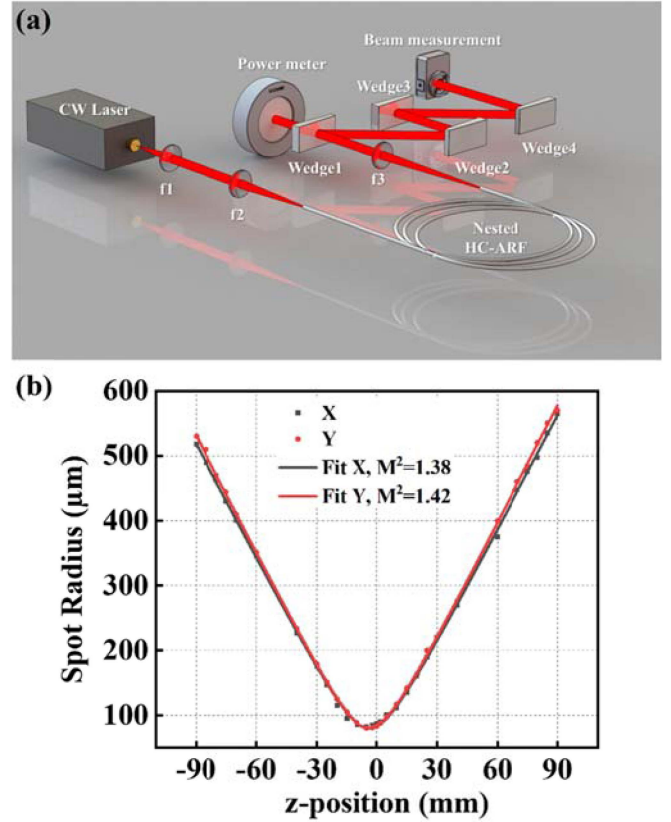 (a)
Beam measurement
Power meter
Wedge3
CW Laser
Wedge1
Wedge2
Wedge4
f1
f2
f3
Nested
HC-ARF
(b)
600
500
400
300
200
100
X
Y
Fit X, M²=1.38
Fit Y, M²=1.42
Spot Radius (μm)
-90 -60 -30 0 30 60 90
z-position (mm)